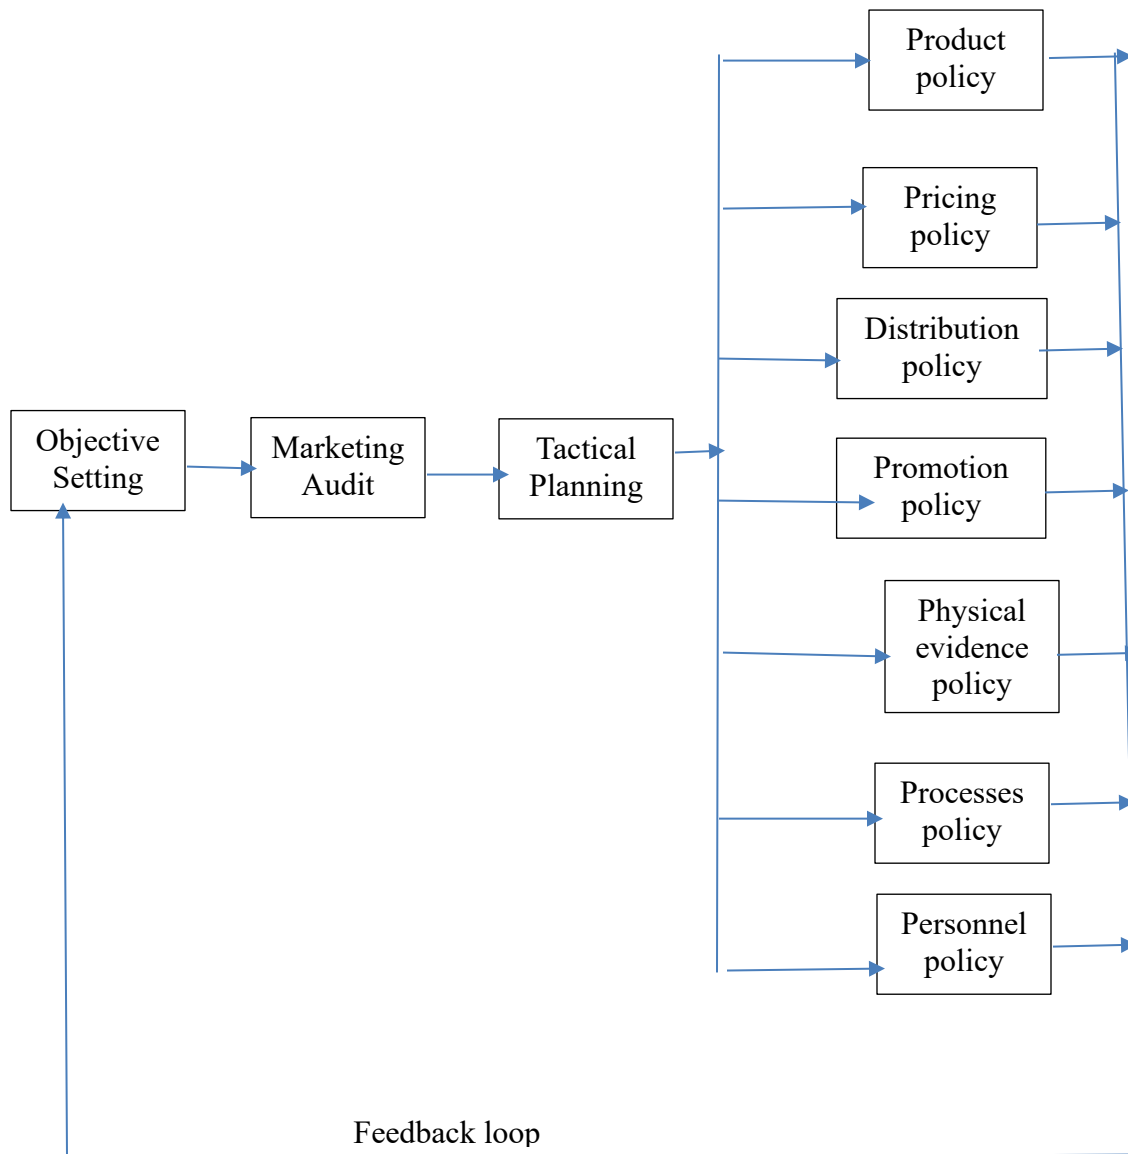 Objective
Setting
Marketing
Audit
Tactical
Planning
Product
policy
Pricing
policy
Distribution
policy
Promotion
policy
Physical
evidence
policy
Processes
policy
Personnel
policy
Feedback loop